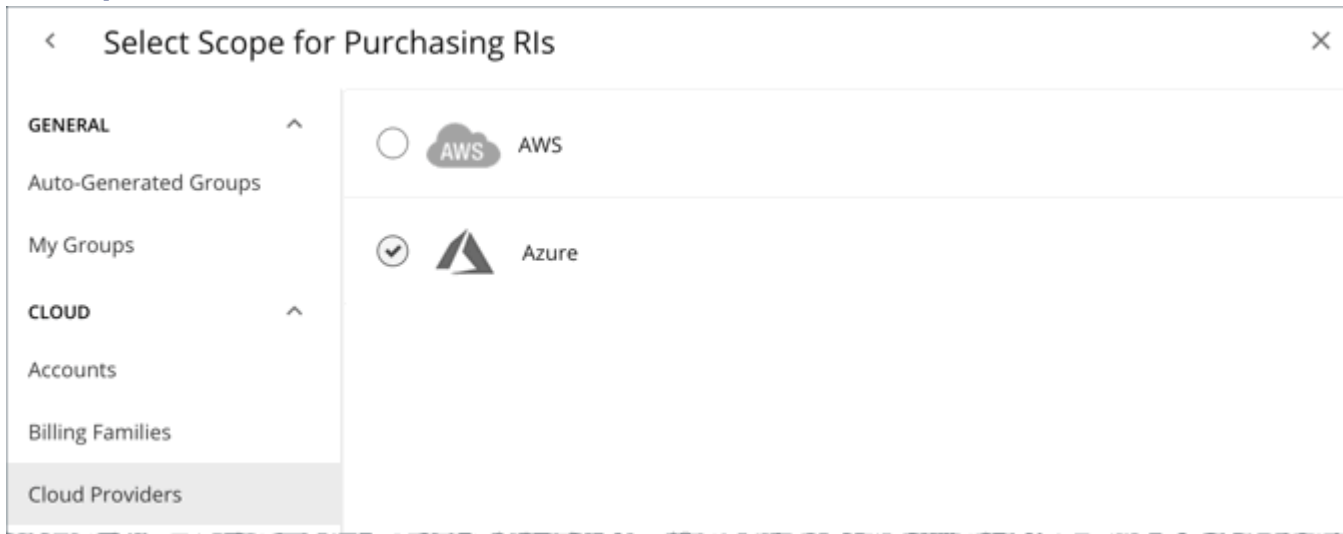 Select Scope for Purchasing RIs
GENERAL
Auto-Generated Groups
My Groups
CLOUD
Accounts
Billing Families
Cloud Providers
AWS AWS
Azure